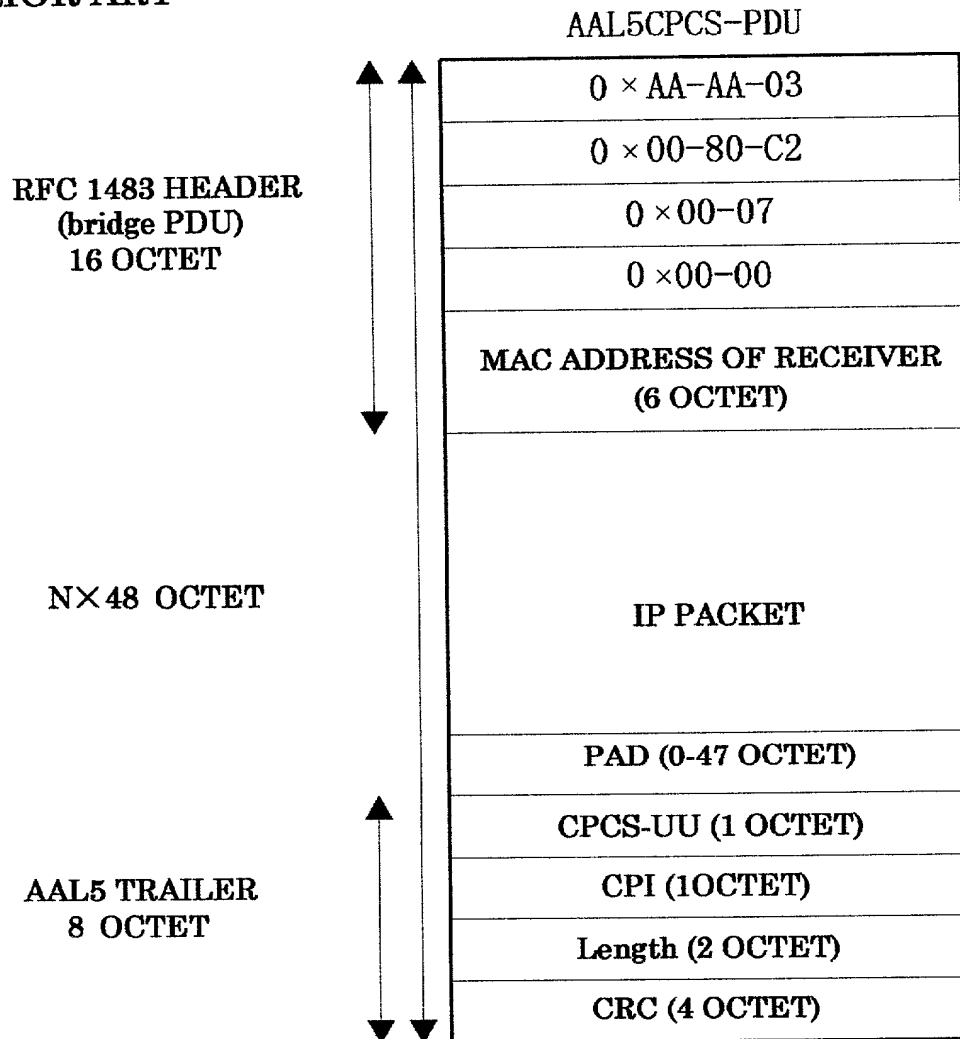 AAL5CPCS-PDU
0 × AA-AA-03
0 × 00-80-C2
RFC 1483 HEADER
(bridge PDU)
16 OCTET
0 × 00-07
0 × 00-00
MAC ADDRESS OF RECEIVER
(6 OCTET)
N×48 OCTET
IP PACKET
PAD (0-47 OCTET)
CPCS-UU (1 OCTET)
AAL5 TRAILER
8 OCTET
CPI (1OCTET)
Length (2 OCTET)
CRC (4 OCTET)